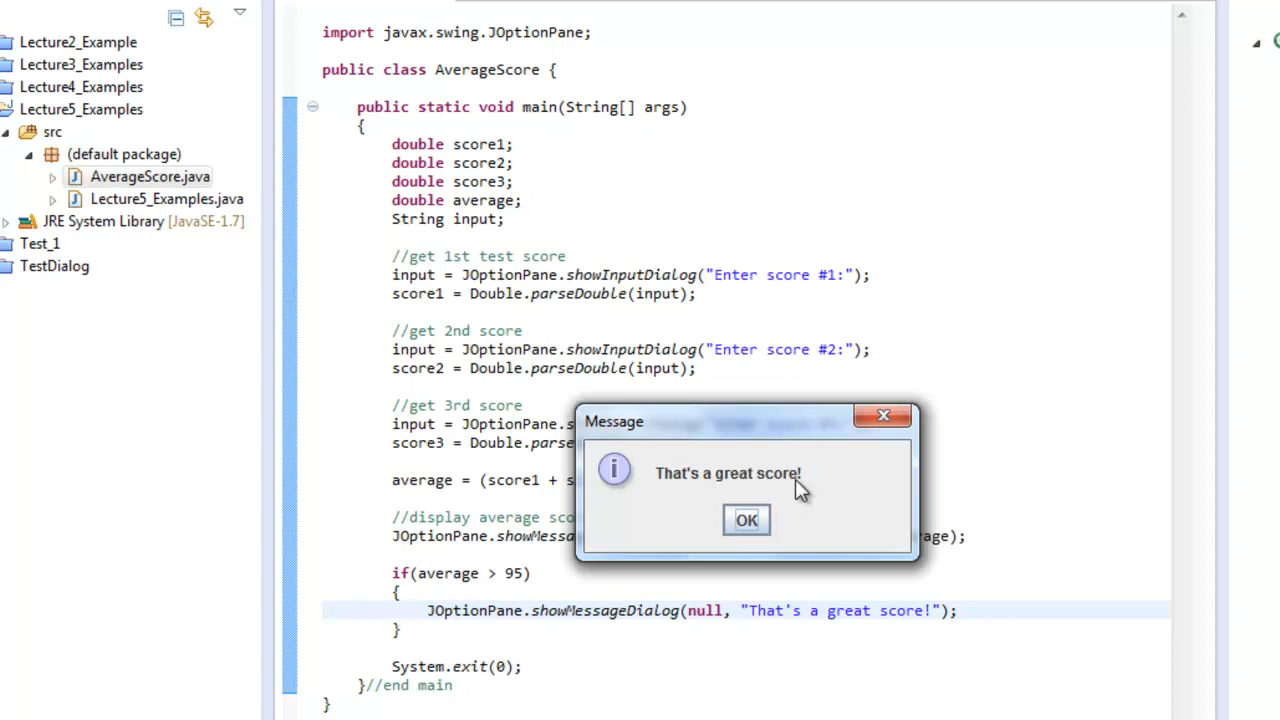 Lecture2_Example
Lecture3_Examples
Lecture4_Examples
Lecture5_Examples
src
(default package)
AverageScore.java
Lecture5_Examples.java
JRE System Library [JavaSE-1.7]
Test_1
TestDialog
import javax.swing.JOptionPane;
public class AverageScore {
public static void main(String[] args)
{
double score1;
double score2;
double score3;
double average;
String input;
//get 1st test score
input = JOptionPane.showInputDialog("Enter score #1:");
score1 = Double.parseDouble(input);
//get 2nd score
input = JOptionPane.showInputDialog("Enter score #2:");
score2 = Double.parseDouble(input);
//get 3rd score
input = JOptionPane.s
score3 = Double.parse
average = (score1 + s
//display average sco
JOptionPane.showMessa age);
if(average > 95)
{
JOptionPane.showMessageDialog(null, "That's a great score!");
}
System.exit(0);
}//end main
}
Message
That's a great score!
OK